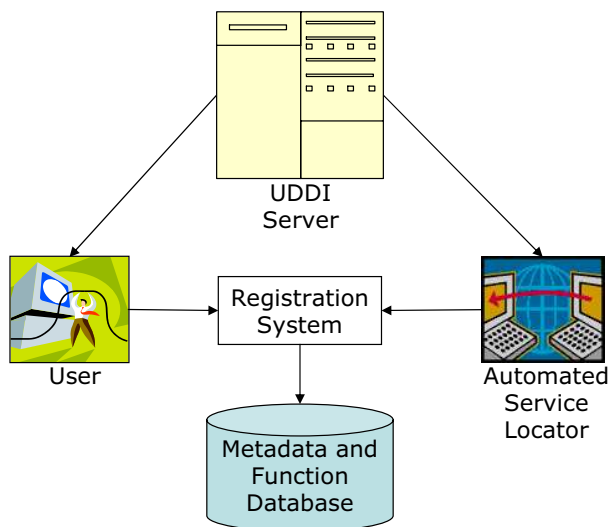 UDDI
Server
Registration
System
User
Automated
Service
Locator
Metadata and
Function
Database